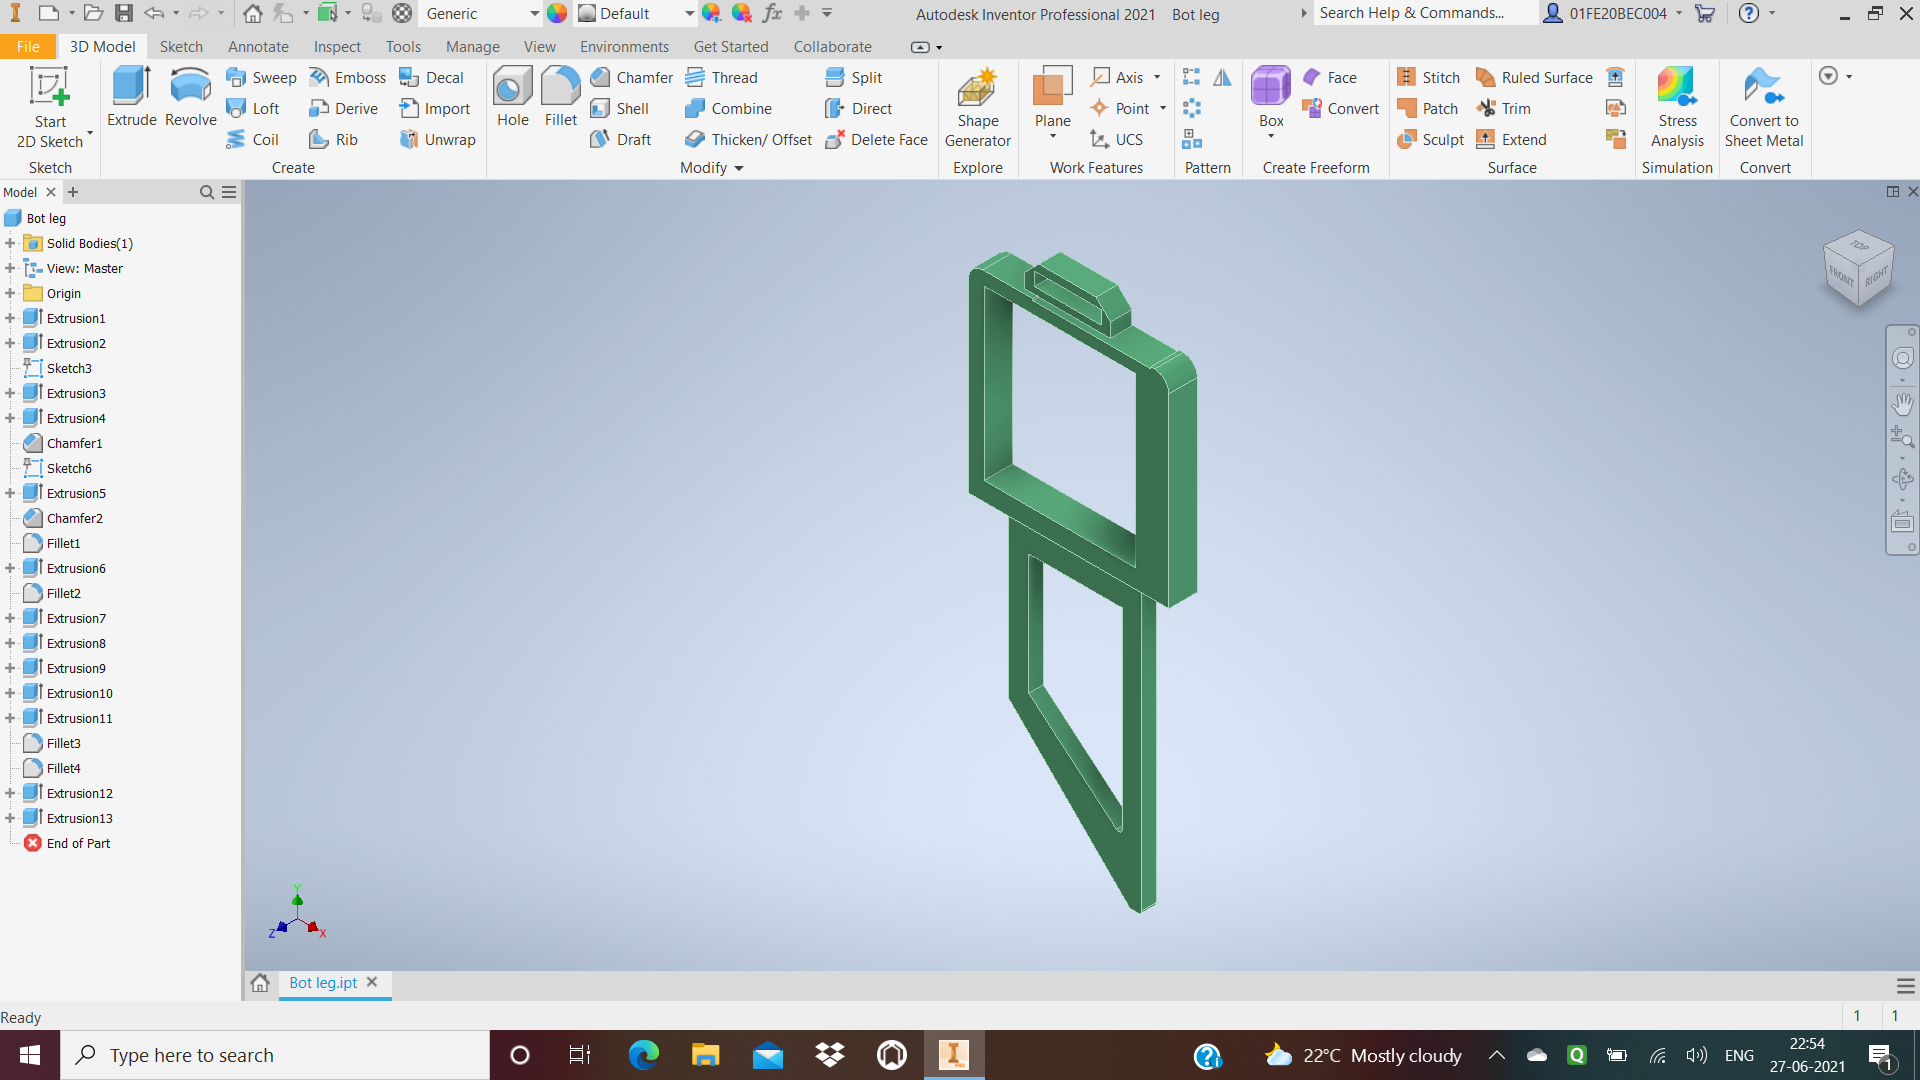 Generic
Default
Autodesk Inventor Professional 2021 Bot leg
Search Help & Commands...
01FE20BEC004
File 3D Model Sketch Annotate Inspect Tools Manage View Environments Get Started Collaborate
Start
2D Sketch
Sketch
Extrude
Revolve
Sweep
Emboss
Decal
Loft
Derive
Import
Coil
Rib
Unwrap
Create
Hole
Fillet
Chamfer
Thread
Split
Shell
Combine
Direct
Draft
Thicken/ Offset
Delete Face
Modify
Shape
Generator
Explore
Plane
Axis
Point
UCS
Work Features
Pattern
Box
Face
Convert
Create Freeform
Stitch
Ruled Surface
Patch
Trim
Sculpt
Extend
Surface
Stress
Analysis
Simulation
Convert to
Sheet Metal
Convert
Model
Bot leg
Solid Bodies(1)
View: Master
Origin
Extrusion1
Extrusion2
Sketch3
Extrusion3
Extrusion4
Chamfer1
Sketch6
Extrusion5
Chamfer2
Fillet1
Extrusion6
Fillet2
Extrusion7
Extrusion8
Extrusion9
Extrusion10
Extrusion11
Fillet3
Fillet4
Extrusion12
Extrusion13
End of Part
TOP
FRONT
RIGHT
Y
Z
X
Bot leg.ipt
Ready
1 1
Type here to search
22°C Mostly cloudy
ENG
22:54
27-06-2021
1